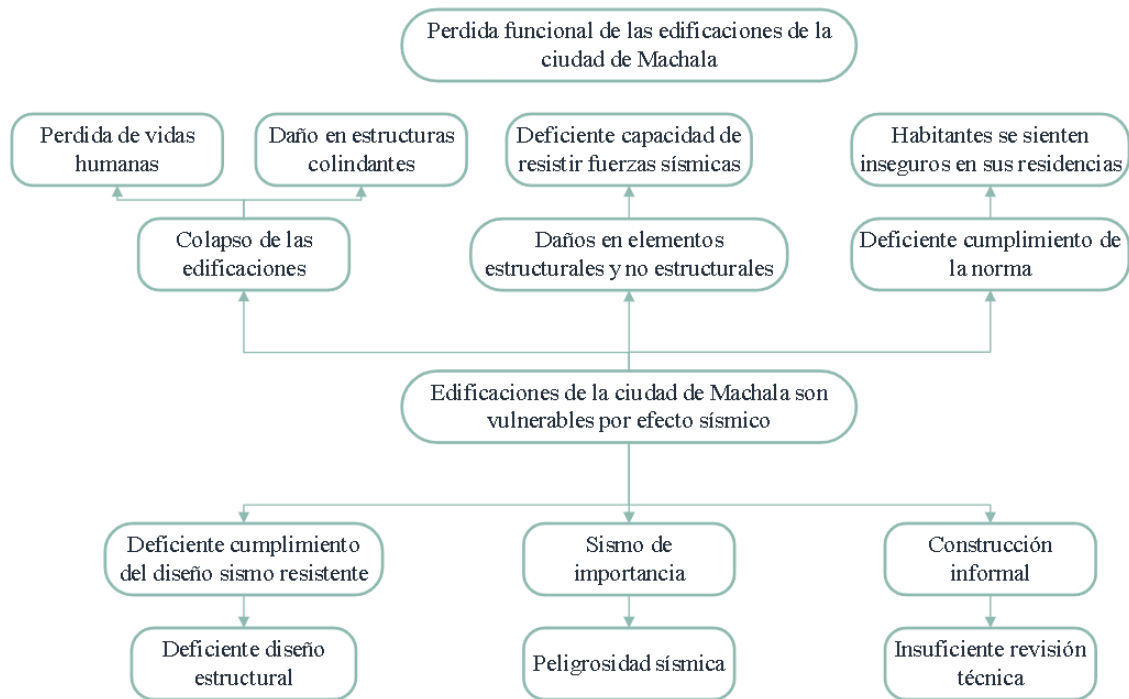 Perdida funcional de las edificaciones de la
ciudad de Machala
Perdida de vidas
humanas
Daño en estructuras
colindantes
Deficiente capacidad de
resistir fuerzas sísmicas
Habitantes se sienten
inseguros en sus residencias
Colapso de las
edificaciones
Daños en elementos
estructurales y no estructurales
Deficiente cumplimiento de
la norma
Edificaciones de la ciudad de Machala son
vulnerables por efecto sísmico
Deficiente cumplimiento
del diseño sismo resistente
Sismo de
importancia
Construcción
informal
Deficiente diseño
estructural
Peligrosidad sísmica
Insuficiente revisión
técnica